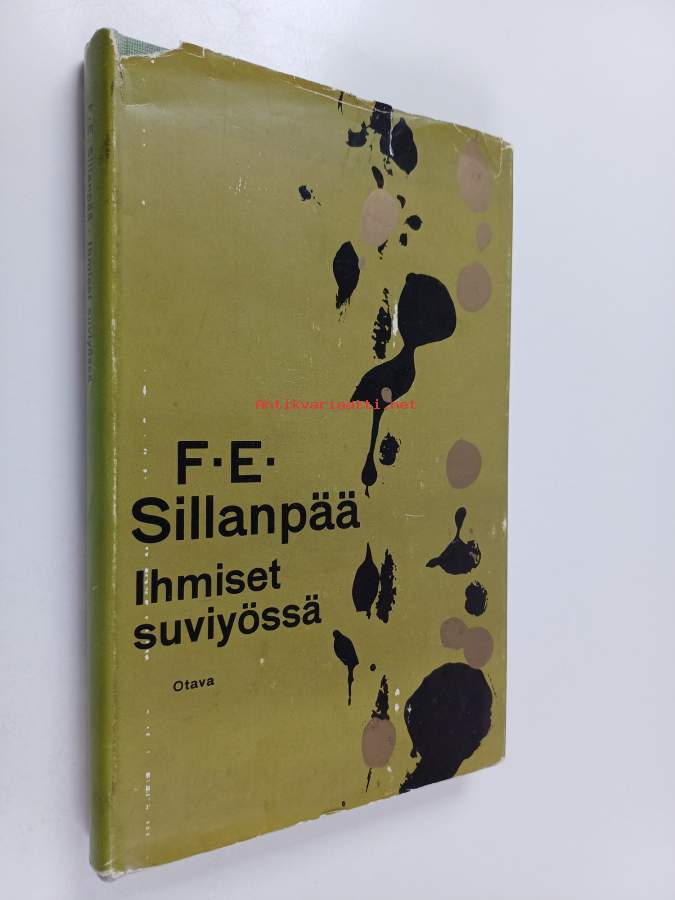 F. E. Sillanpää · Ihmiset suviyössä
Antikvariaatti.net
F·E·
Sillanpää
Ihmiset
suviyössä
Otava